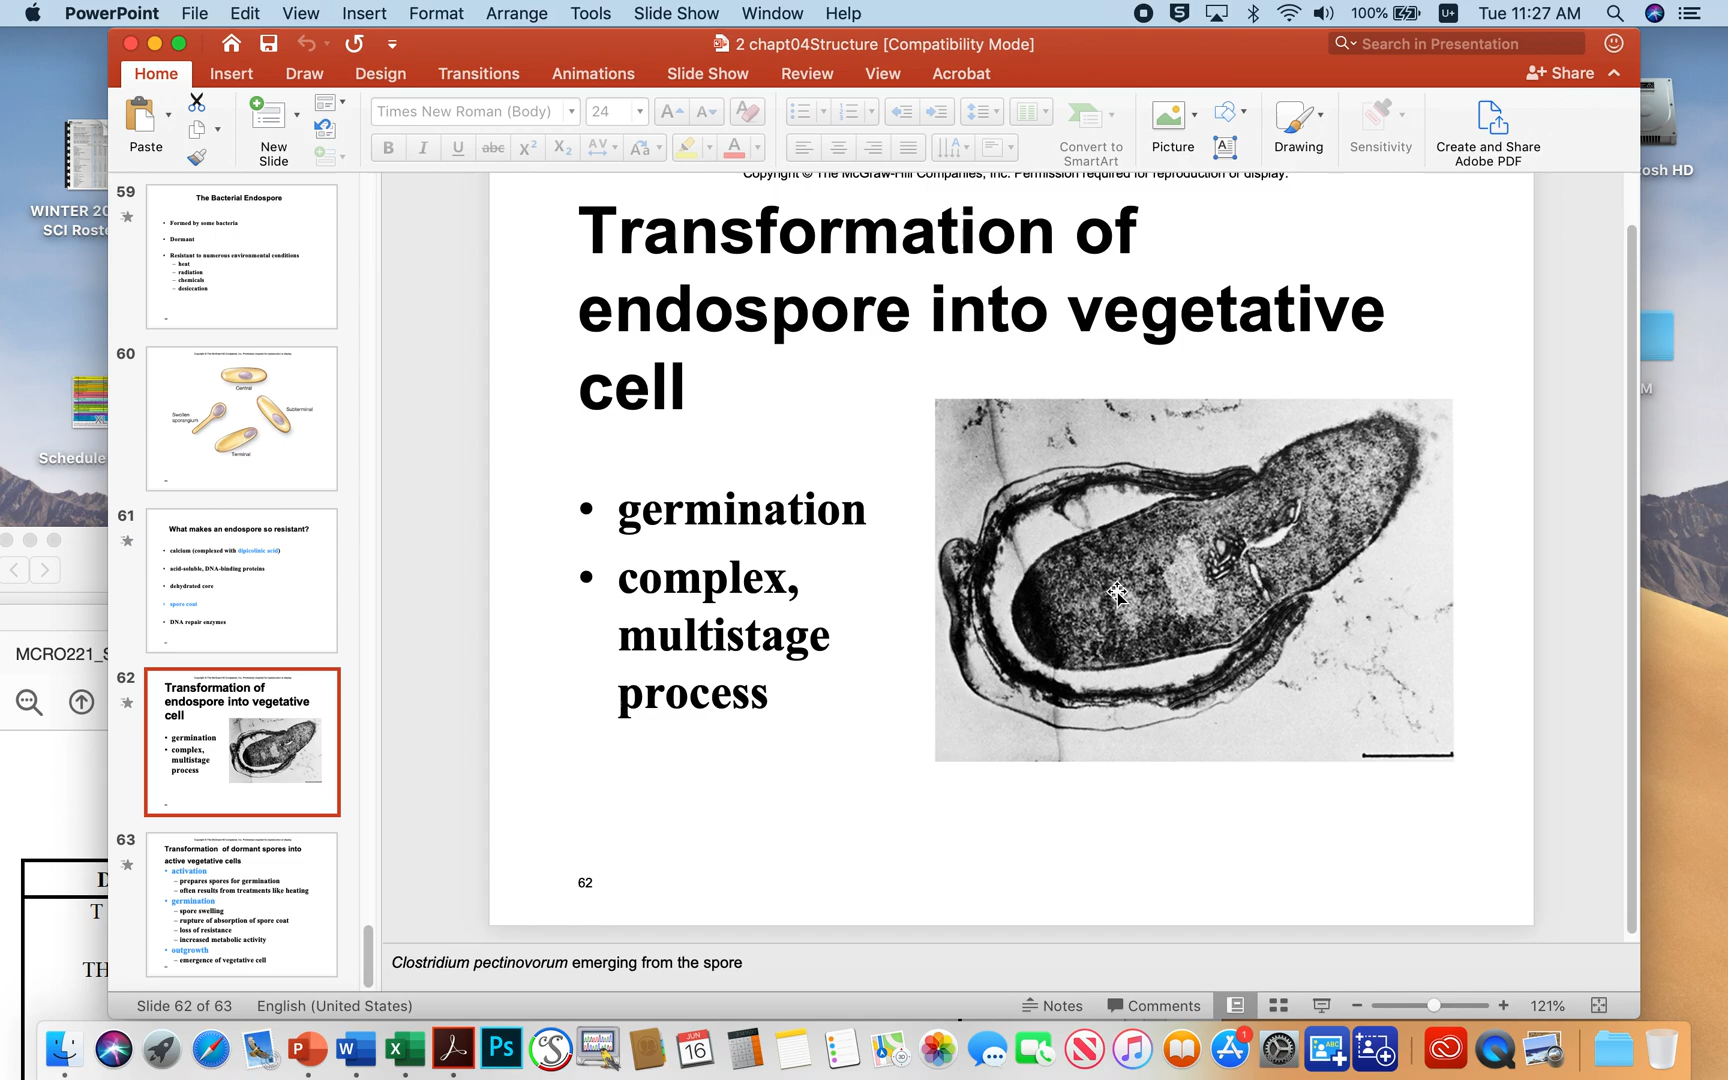 PowerPoint File Edit View Insert Format Arrange Tools Slide Show Window Help 100% Tue 11:27 AM
2 chapt04Structure [Compatibility Mode] Search in Presentation
Home Insert Draw Design Transitions Animations Slide Show Review View Acrobat Share
Times New Roman (Body) 24
Paste New Slide Convert to SmartArt Picture Drawing Sensitivity Create and Share Adobe PDF
WINTER 20
SCI Roste
Schedule
MCRO221_S
D
T
TH
osh HD
M
59
The Bacterial Endospore
• Formed by some bacteria
• Dormant
• Resistant to numerous environmental conditions
– heat
– radiation
– chemicals
– desiccation
60
Central
Swollen sporangium
Subterminal
Terminal
61
What makes an endospore so resistant?
• calcium (complexed with dipicolinic acid)
• acid-soluble, DNA-binding proteins
• dehydrated core
• spore coat
• DNA repair enzymes
62
Transformation of
endospore into vegetative
cell
• germination
• complex,
multistage
process
63
Transformation of dormant spores into
active vegetative cells
• activation
– prepares spores for germination
– often results from treatments like heating
• germination
– spore swelling
– rupture of absorption of spore coat
– loss of resistance
– increased metabolic activity
• outgrowth
– emergence of vegetative cell
Copyright © The McGraw-Hill Companies, Inc. Permission required for reproduction or display.
Transformation of
endospore into vegetative
cell
• germination
• complex,
multistage
process
62
Clostridium pectinovorum emerging from the spore
Slide 62 of 63 English (United States) Notes Comments 121%
JUN
16